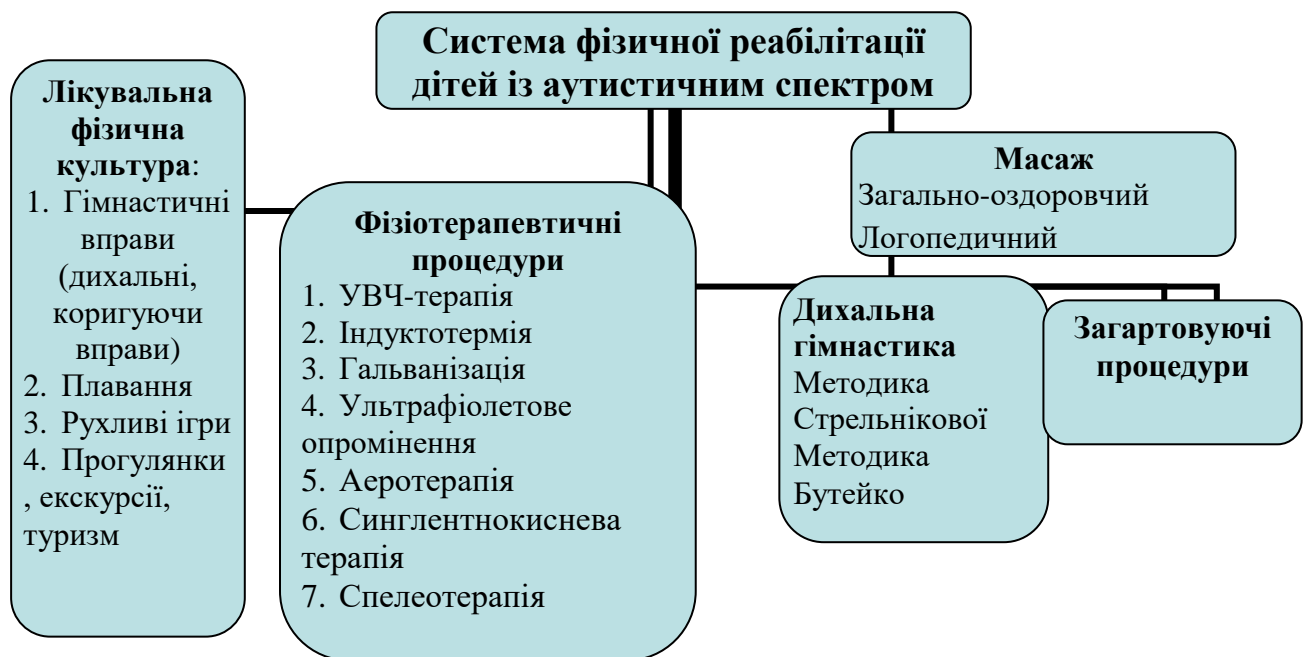 Система фізичної реабілітації
дітей із аутистичним спектром
Лікувальна
фізична
культура:
1. Гімнастичні
вправи
(дихальні,
коригуючи
вправи)
2. Плавання
3. Рухливі ігри
4. Прогулянки
, екскурсії,
туризм
Фізіотерапевтичні
процедури
1. УВЧ-терапія
2. Індуктотермія
3. Гальванізація
4. Ультрафіолетове
опромінення
5. Аеротерапія
6. Синглентнокиснева
терапія
7. Спелеотерапія
Масаж
Загально-оздоровчий
Логопедичний
Дихальна
гімнастика
Методика
Стрельнікової
Методика
Бутейко
Загартовуючі
процедури